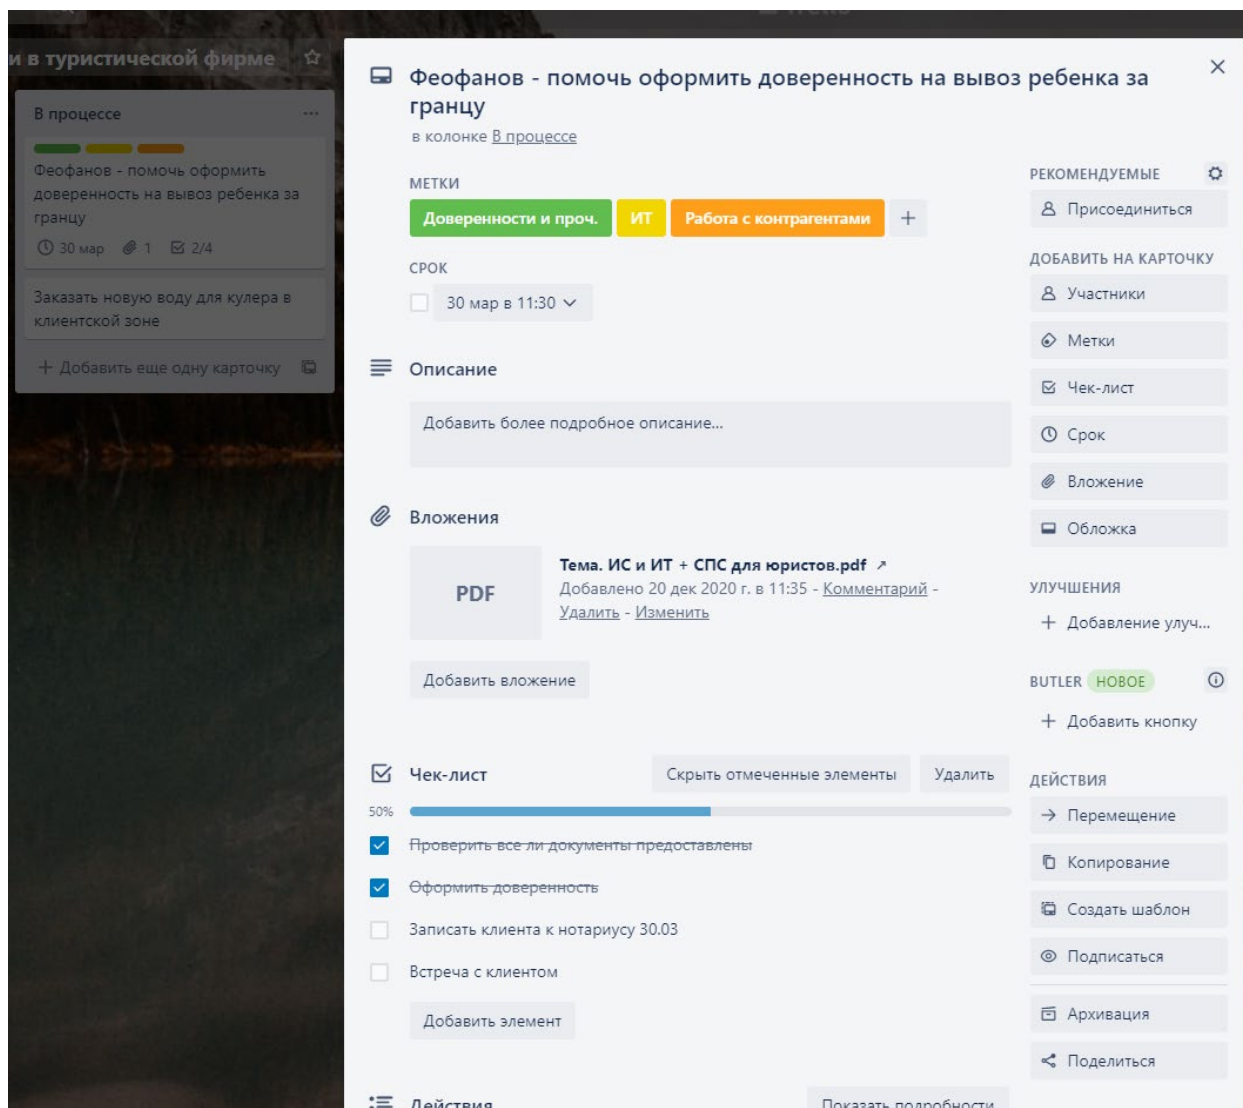 и в туристической фирме
В процессе
Феофанов - помочь оформить
доверенность на вывоз ребенка за
гранцу
30 мар 1 2/4
Заказать новую воду для кулера в
клиентской зоне
+ Добавить еще одну карточку
Феофанов - помочь оформить доверенность на вывоз ребенка за
гранцу
в колонке В процессе
МЕТКИ
Доверенности и проч. ИТ Работа с контрагентами +
СРОК
30 мар в 11:30
Описание
Добавить более подробное описание...
Вложения
PDF
Тема. ИС и ИТ + СПС для юристов.pdf ↗
Добавлено 20 дек 2020 г. в 11:35 - Комментарий -
Удалить - Изменить
Добавить вложение
Чек-лист
Скрыть отмеченные элементы
Удалить
50%
Проверить все ли документы предоставлены
Оформить доверенность
Записать клиента к нотариусу 30.03
Встреча с клиентом
Добавить элемент
Действия
Показать подробности
РЕКОМЕНДУЕМЫЕ
Присоединиться
ДОБАВИТЬ НА КАРТОЧКУ
Участники
Метки
Чек-лист
Срок
Вложение
Обложка
УЛУЧШЕНИЯ
+ Добавление улуч...
BUTLER НОВОЕ
+ Добавить кнопку
ДЕЙСТВИЯ
→ Перемещение
Копирование
Создать шаблон
Подписаться
Архивация
Поделиться